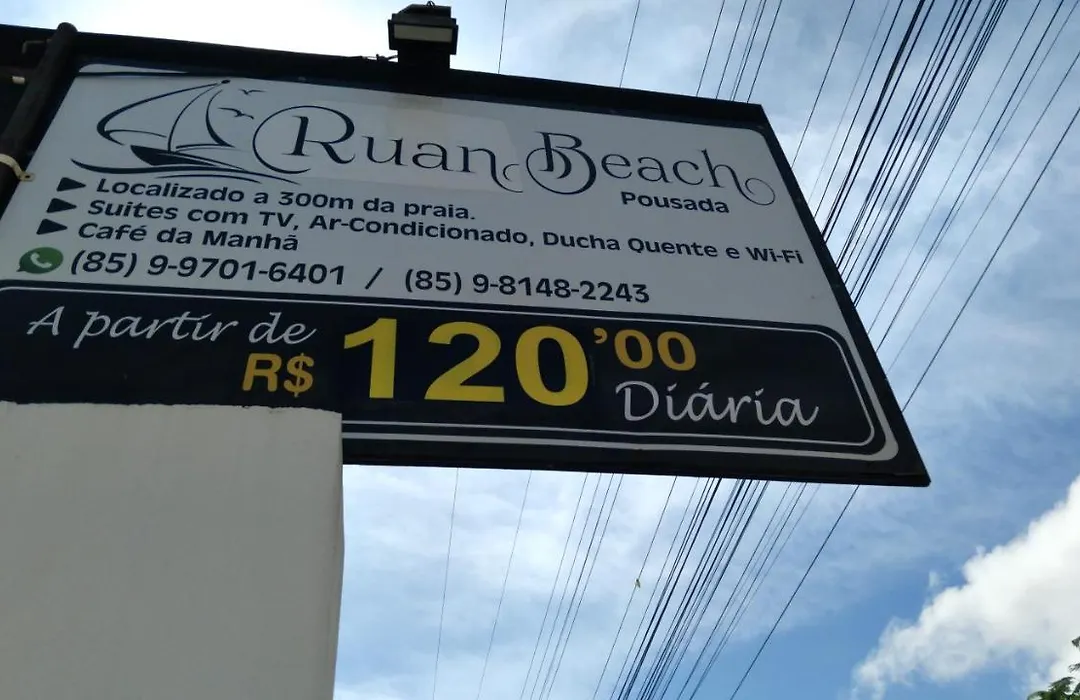 Ruan Beach
Pousada
Localizado a 300m da praia.
Suites com TV, Ar-Condicionado, Ducha Quente e Wi-Fi
Café da Manhã
(85) 9-9701-6401 / (85) 9-8148-2243
A partir de
R$ 120'00
Diária